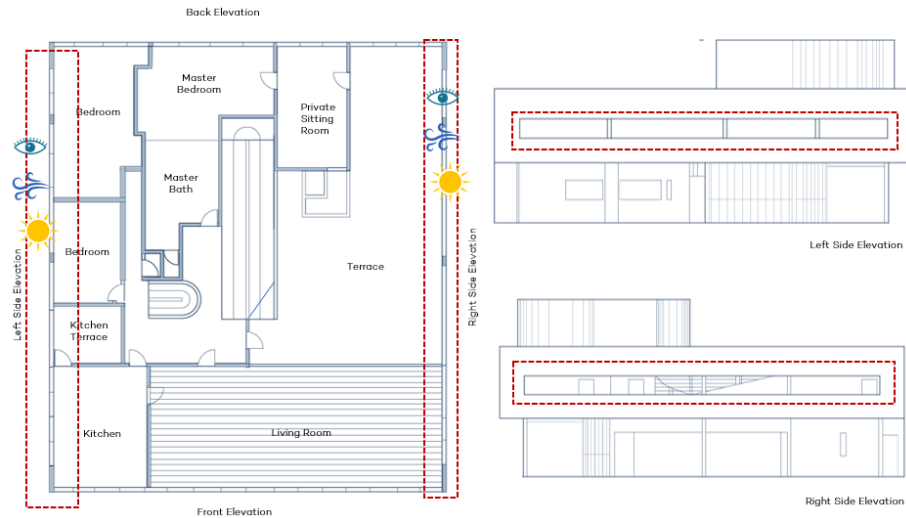 Back Elevation
Master
Bedroom
Bedroom
Private
Sitting
Room
Master
Bath
Bedroom
Terrace
Left Side Elevation
Right Side Elevation
Kitchen
Terrace
Kitchen
Living Room
Front Elevation
Left Side Elevation
Right Side Elevation